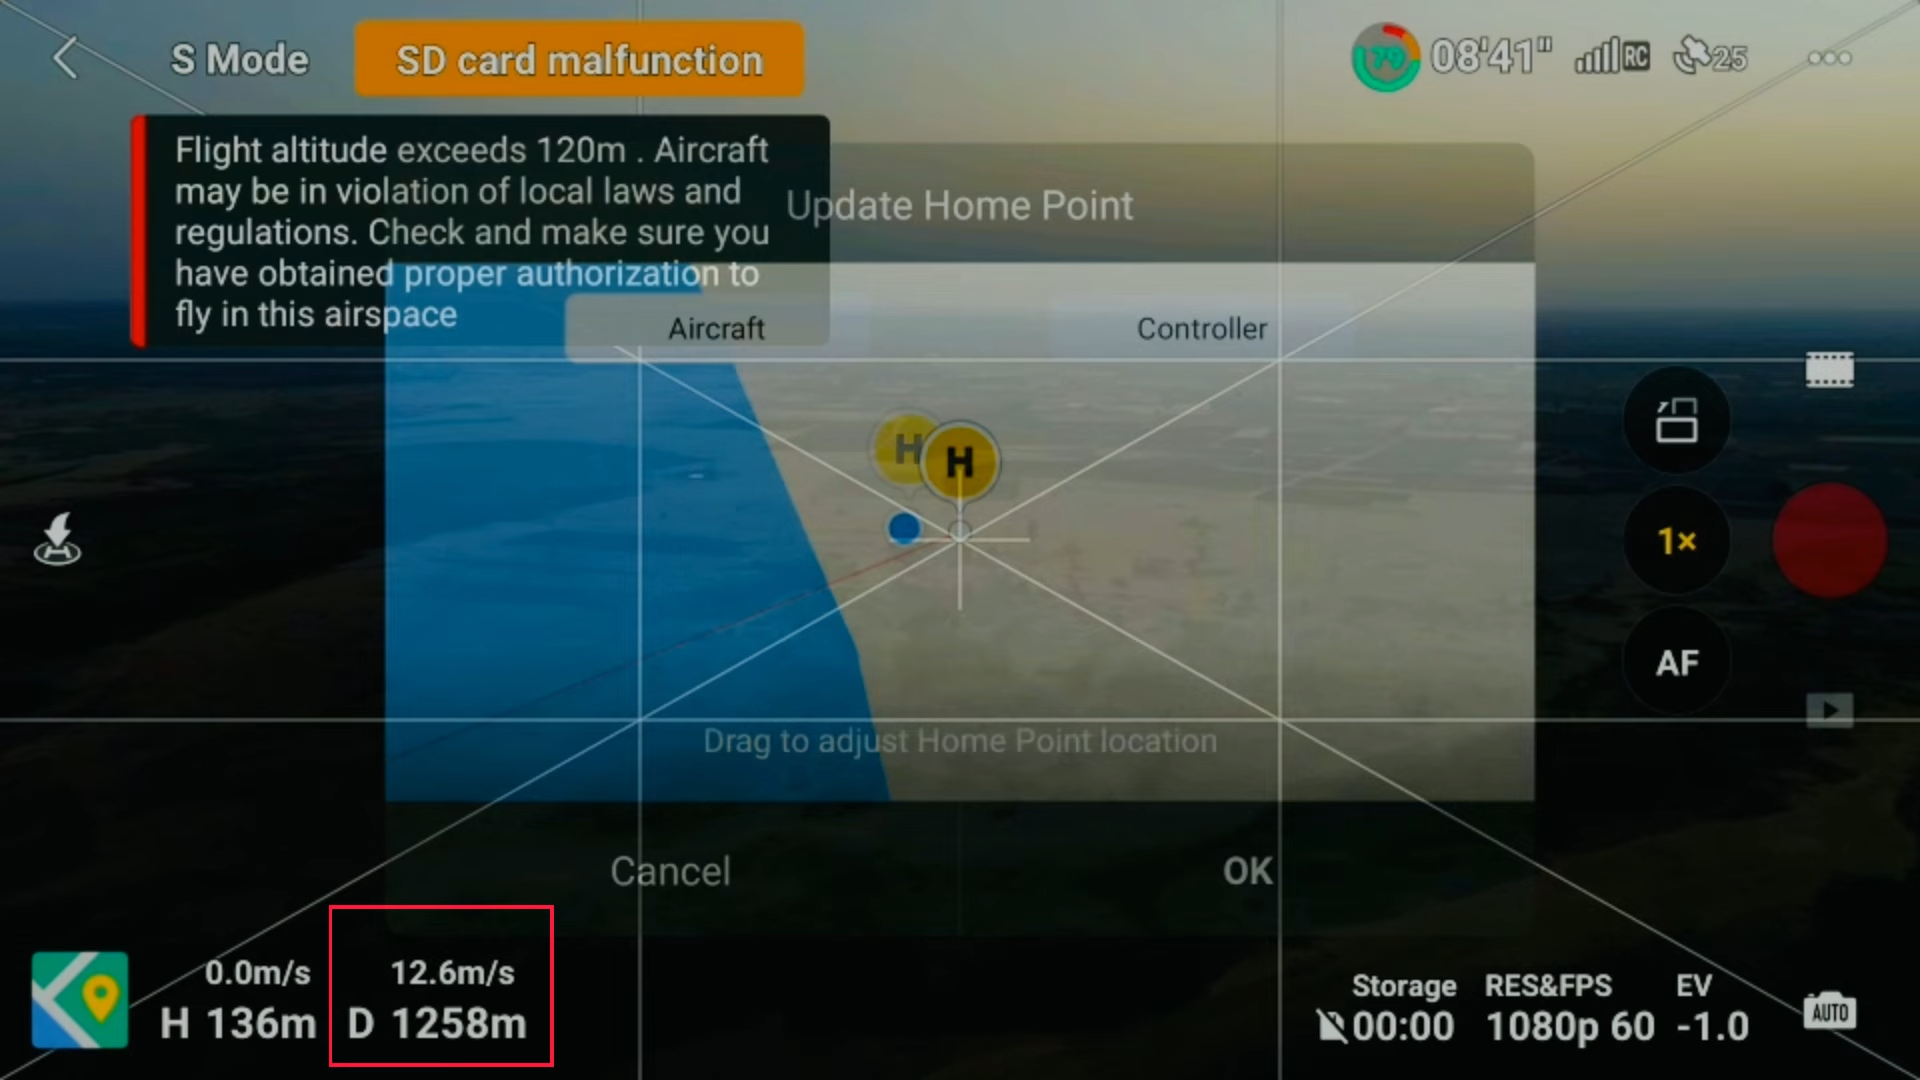 S Mode
SD card malfunction
79
08'41"
RC
25
Flight altitude exceeds 120m . Aircraft
may be in violation of local laws and
regulations. Check and make sure you
have obtained proper authorization to
fly in this airspace
Update Home Point
Aircraft
Controller
H
H
1×
AF
Drag to adjust Home Point location
Cancel
OK
0.0m/s
12.6m/s
H 136m
D 1258m
Storage
RES&FPS
EV
00:00
1080p 60
-1.0
AUTO